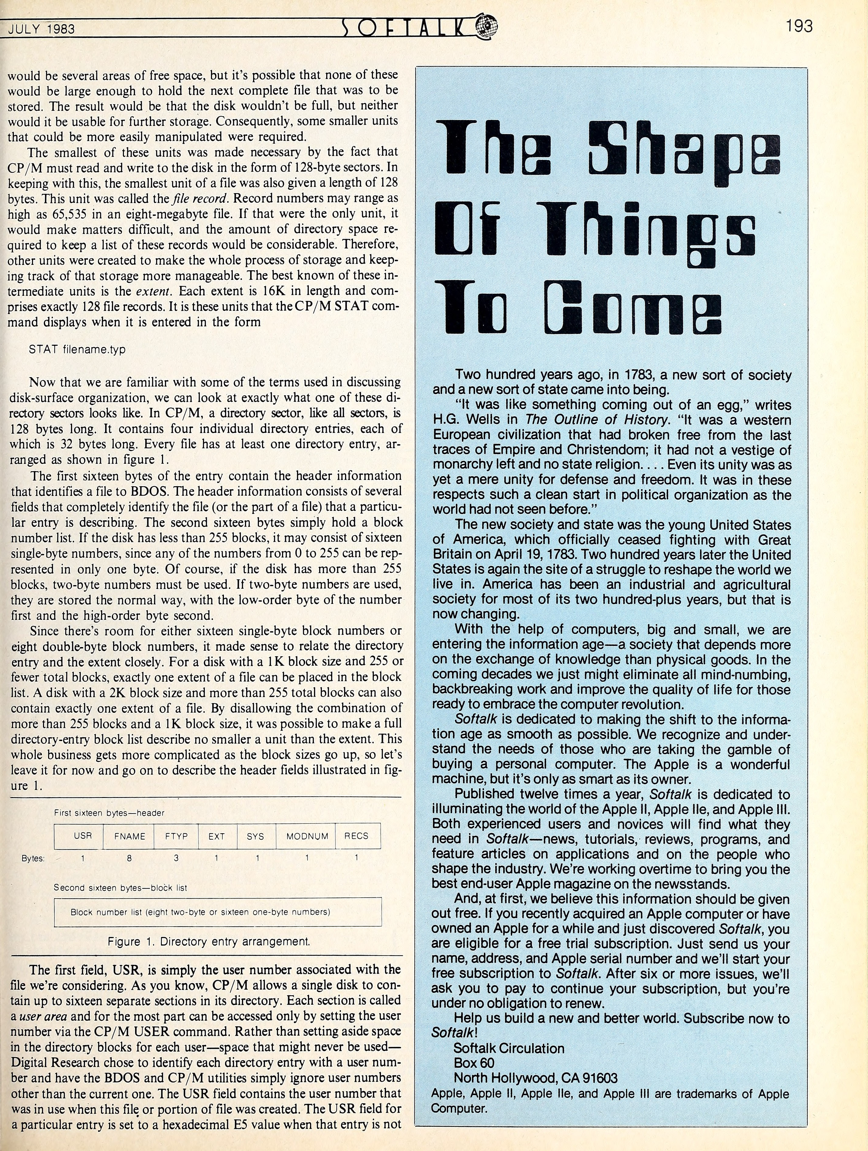 JULY 1983
SOFTALK
193
would be several areas of free space, but it's possible that none of these
would be large enough to hold the next complete file that was to be
stored. The result would be that the disk wouldn't be full, but neither
would it be usable for further storage. Consequently, some smaller units
that could be more easily manipulated were required.
The smallest of these units was made necessary by the fact that
CP/M must read and write to the disk in the form of 128-byte sectors. In
keeping with this, the smallest unit of a file was also given a length of 128
bytes. This unit was called the file record. Record numbers may range as
high as 65,535 in an eight-megabyte file. If that were the only unit, it
would make matters difficult, and the amount of directory space re-
quired to keep a list of these records would be considerable. Therefore,
other units were created to make the whole process of storage and keep-
ing track of that storage more manageable. The best known of these in-
termediate units is the extent. Each extent is 16K in length and com-
prises exactly 128 file records. It is these units that the CP/M STAT com-
mand displays when it is entered in the form
STAT filename.typ
Now that we are familiar with some of the terms used in discussing
disk-surface organization, we can look at exactly what one of these di-
rectory sectors looks like. In CP/M, a directory sector, like all sectors, is
128 bytes long. It contains four individual directory entries, each of
which is 32 bytes long. Every file has at least one directory entry, ar-
ranged as shown in figure 1.
The first sixteen bytes of the entry contain the header information
that identifies a file to BDOS. The header information consists of several
fields that completely identify the file (or the part of a file) that a particu-
lar entry is describing. The second sixteen bytes simply hold a block
number list. If the disk has less than 255 blocks, it may consist of sixteen
single-byte numbers, since any of the numbers from 0 to 255 can be rep-
resented in only one byte. Of course, if the disk has more than 255
blocks, two-byte numbers must be used. If two-byte numbers are used,
they are stored the normal way, with the low-order byte of the number
first and the high-order byte second.
Since there's room for either sixteen single-byte block numbers or
eight double-byte block numbers, it made sense to relate the directory
entry and the extent closely. For a disk with a 1K block size and 255 or
fewer total blocks, exactly one extent of a file can be placed in the block
list. A disk with a 2K block size and more than 255 total blocks can also
contain exactly one extent of a file. By disallowing the combination of
more than 255 blocks and a 1K block size, it was possible to make a full
directory-entry block list describe no smaller a unit than the extent. This
whole business gets more complicated as the block sizes go up, so let's
leave it for now and go on to describe the header fields illustrated in fig-
ure 1.
First sixteen bytes—header
USR FNAME FTYP EXT SYS MODNUM RECS
Bytes: 1 8 3 1 1 1 1
Second sixteen bytes—block list
Block number list (eight two-byte or sixteen one-byte numbers)
Figure 1. Directory entry arrangement.
The first field, USR, is simply the user number associated with the
file we're considering. As you know, CP/M allows a single disk to con-
tain up to sixteen separate sections in its directory. Each section is called
a user area and for the most part can be accessed only by setting the user
number via the CP/M USER command. Rather than setting aside space
in the directory blocks for each user—space that might never be used—
Digital Research chose to identify each directory entry with a user num-
ber and have the BDOS and CP/M utilities simply ignore user numbers
other than the current one. The USR field contains the user number that
was in use when this file or portion of file was created. The USR field for
a particular entry is set to a hexadecimal E5 value when that entry is not
The Shape
Of Things
To Come
Two hundred years ago, in 1783, a new sort of society
and a new sort of state came into being.
"It was like something coming out of an egg," writes
H.G. Wells in The Outline of History. "It was a western
European civilization that had broken free from the last
traces of Empire and Christendom; it had not a vestige of
monarchy left and no state religion. . . . Even its unity was as
yet a mere unity for defense and freedom. It was in these
respects such a clean start in political organization as the
world had not seen before."
The new society and state was the young United States
of America, which officially ceased fighting with Great
Britain on April 19, 1783. Two hundred years later the United
States is again the site of a struggle to reshape the world we
live in. America has been an industrial and agricultural
society for most of its two hundred-plus years, but that is
now changing.
With the help of computers, big and small, we are
entering the information age—a society that depends more
on the exchange of knowledge than physical goods. In the
coming decades we just might eliminate all mind-numbing,
backbreaking work and improve the quality of life for those
ready to embrace the computer revolution.
Softalk is dedicated to making the shift to the informa-
tion age as smooth as possible. We recognize and under-
stand the needs of those who are taking the gamble of
buying a personal computer. The Apple is a wonderful
machine, but it's only as smart as its owner.
Published twelve times a year, Softalk is dedicated to
illuminating the world of the Apple II, Apple IIe, and Apple III.
Both experienced users and novices will find what they
need in Softalk—news, tutorials, reviews, programs, and
feature articles on applications and on the people who
shape the industry. We're working overtime to bring you the
best end-user Apple magazine on the newsstands.
And, at first, we believe this information should be given
out free. If you recently acquired an Apple computer or have
owned an Apple for a while and just discovered Softalk, you
are eligible for a free trial subscription. Just send us your
name, address, and Apple serial number and we'll start your
free subscription to Softalk. After six or more issues, we'll
ask you to pay to continue your subscription, but you're
under no obligation to renew.
Help us build a new and better world. Subscribe now to
Softalk!
Softalk Circulation
Box 60
North Hollywood, CA 91603
Apple, Apple II, Apple IIe, and Apple III are trademarks of Apple
Computer.